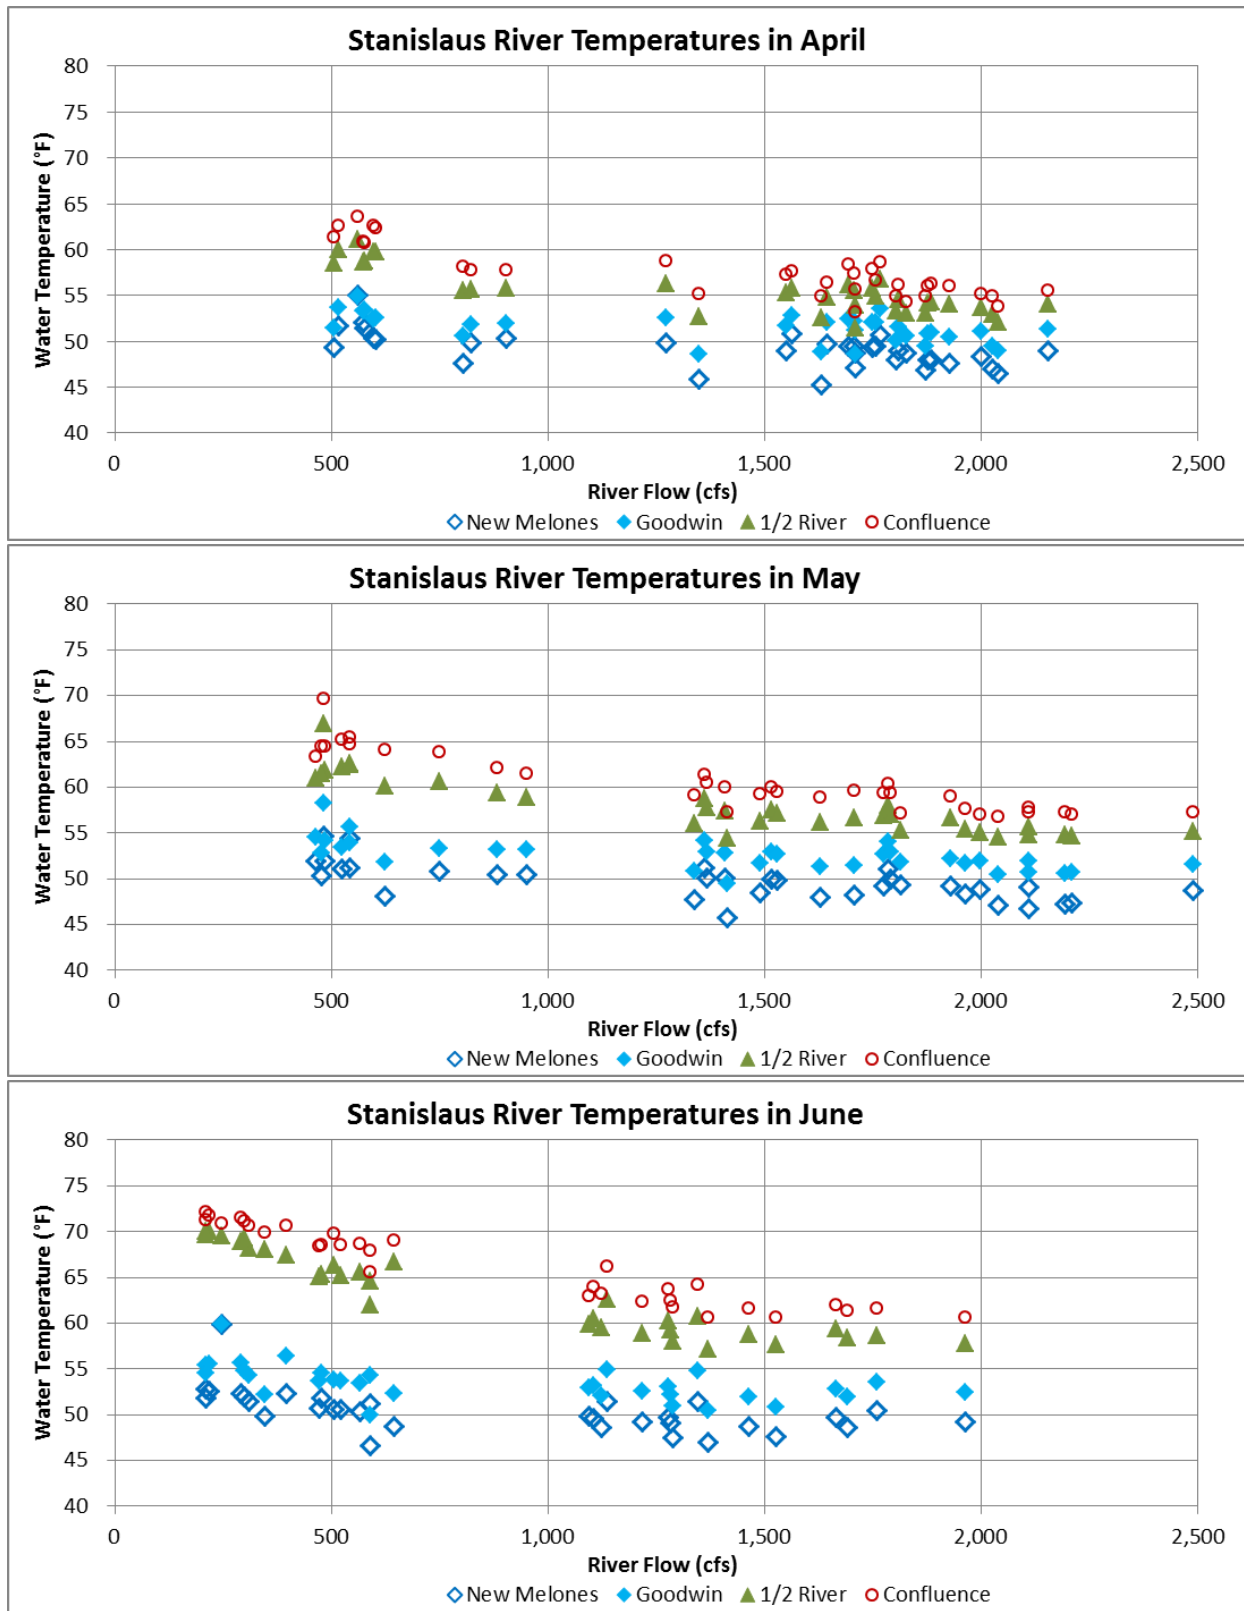 Stanislaus River Temperatures in April
Water Temperature (°F)
80
75
70
65
60
55
50
45
40
0 500 1,000 1,500 2,000 2,500
River Flow (cfs)
New Melones Goodwin 1/2 River Confluence
Stanislaus River Temperatures in May
Water Temperature (°F)
80
75
70
65
60
55
50
45
40
0 500 1,000 1,500 2,000 2,500
River Flow (cfs)
New Melones Goodwin 1/2 River Confluence
Stanislaus River Temperatures in June
Water Temperature (°F)
80
75
70
65
60
55
50
45
40
0 500 1,000 1,500 2,000 2,500
River Flow (cfs)
New Melones Goodwin 1/2 River Confluence